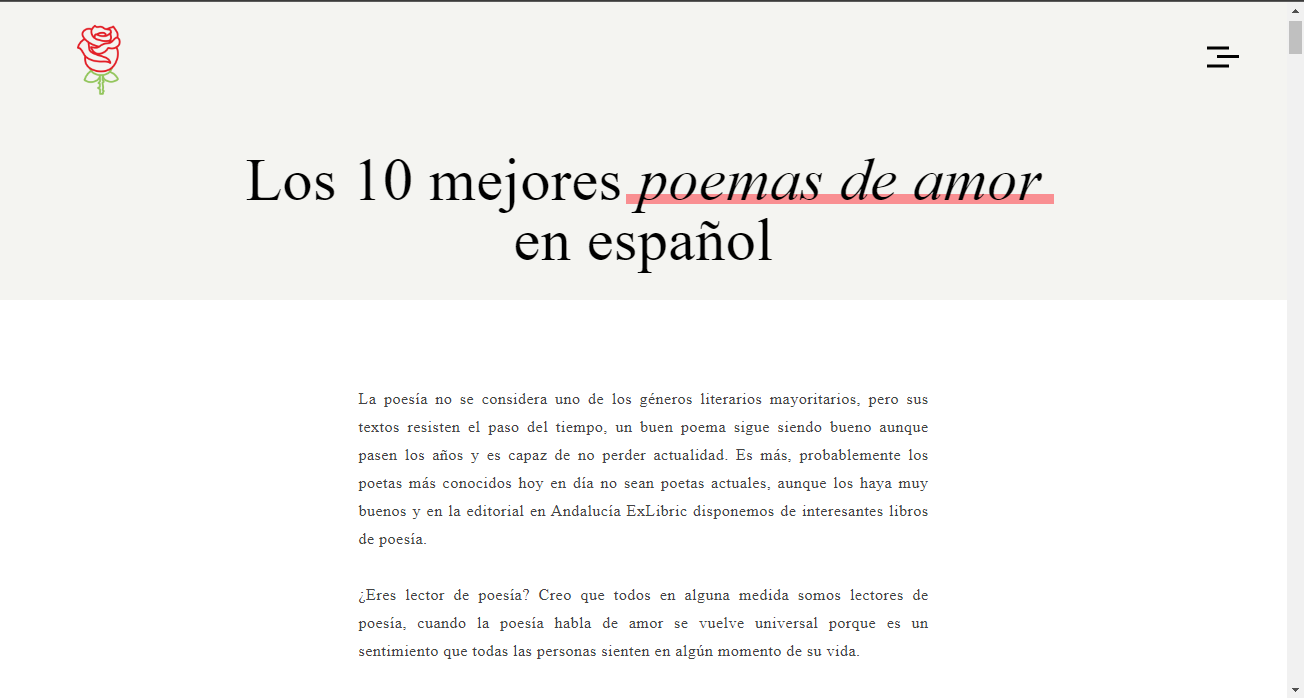 Los 10 mejores poemas de amor
en español
La poesía no se considera uno de los géneros literarios mayoritarios, pero sus
textos resisten el paso del tiempo, un buen poema sigue siendo bueno aunque
pasen los años y es capaz de no perder actualidad. Es más, probablemente los
poetas más conocidos hoy en día no sean poetas actuales, aunque los haya muy
buenos y en la editorial en Andalucía ExLibric disponemos de interesantes libros
de poesía.
¿Eres lector de poesía? Creo que todos en alguna medida somos lectores de
poesía, cuando la poesía habla de amor se vuelve universal porque es un
sentimiento que todas las personas sienten en algún momento de su vida.